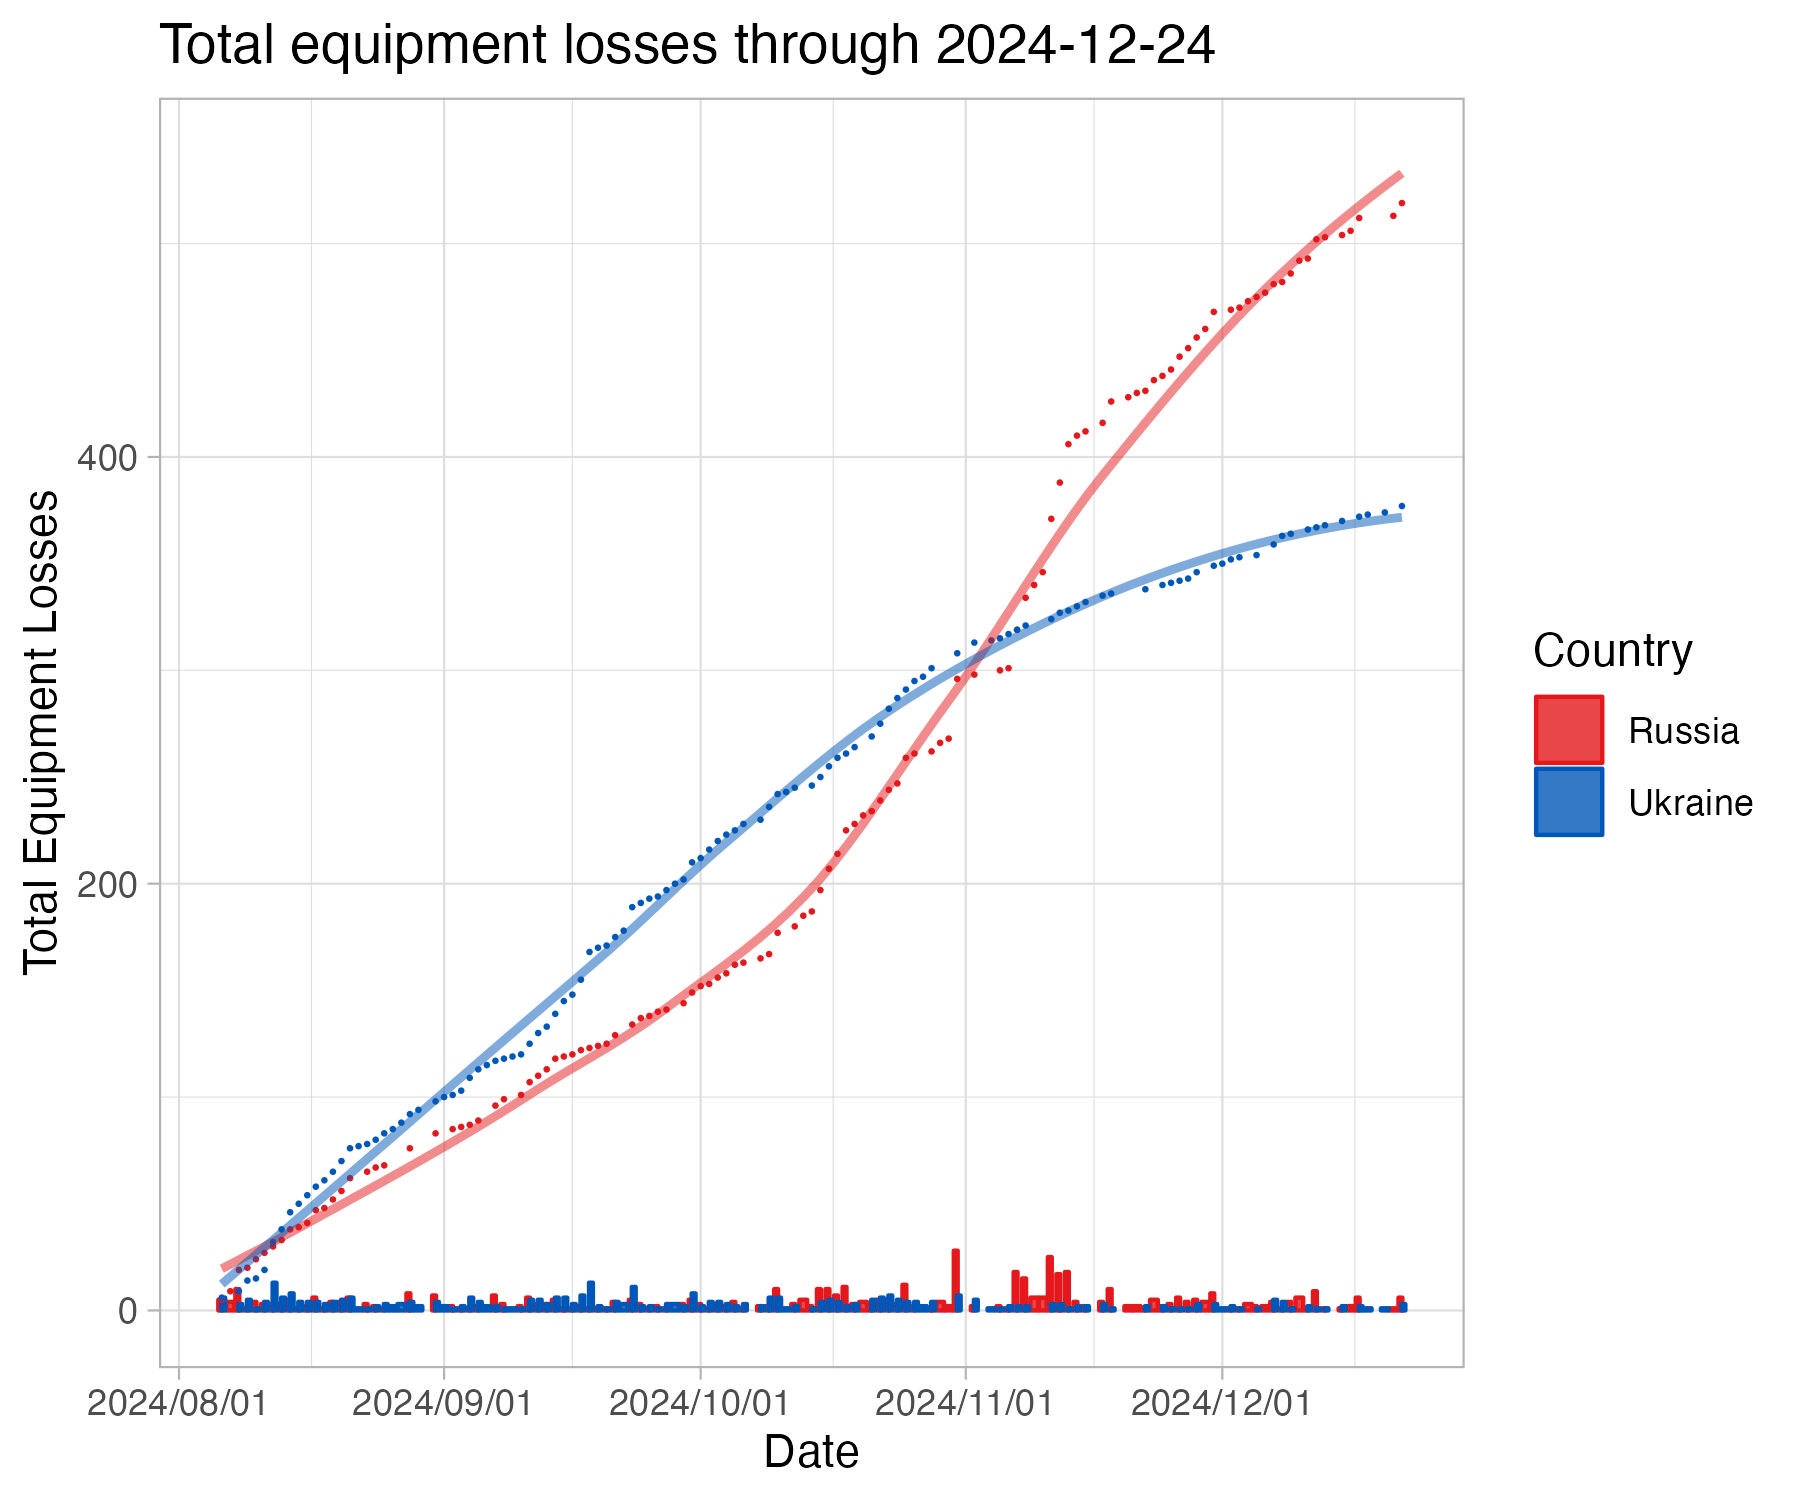 Total equipment losses through 2024-12-24
Total Equipment Losses
400
200
0
2024/08/01 2024/09/01 2024/10/01 2024/11/01 2024/12/01
Date
Country
Russia
Ukraine